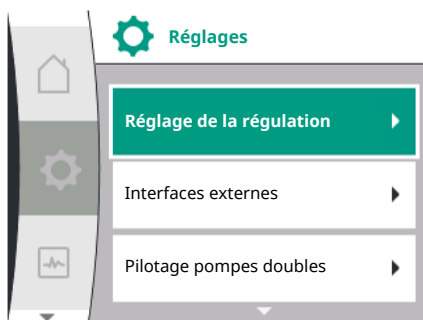 Réglages
Réglage de la régulation
Interfaces externes
Pilotage pompes doubles